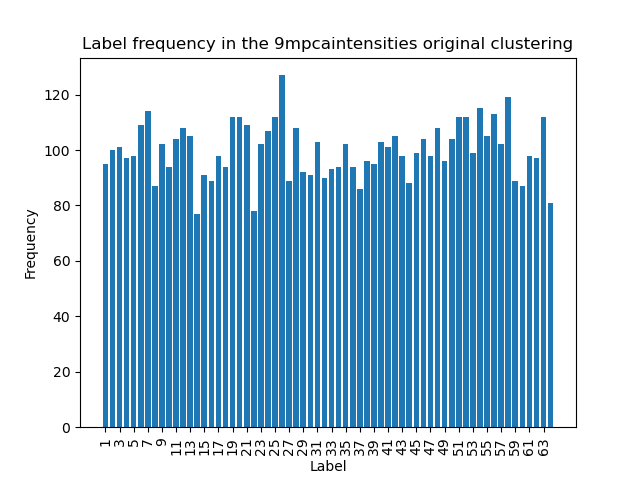 Label frequency in the 9mpcaintensities original clustering
120
100
80
60
40
20
0
Frequency
1 3 5 7 9 11 13 15 17 19 21 23 25 27 29 31 33 35 37 39 41 43 45 47 49 51 53 55 57 59 61 63
Label